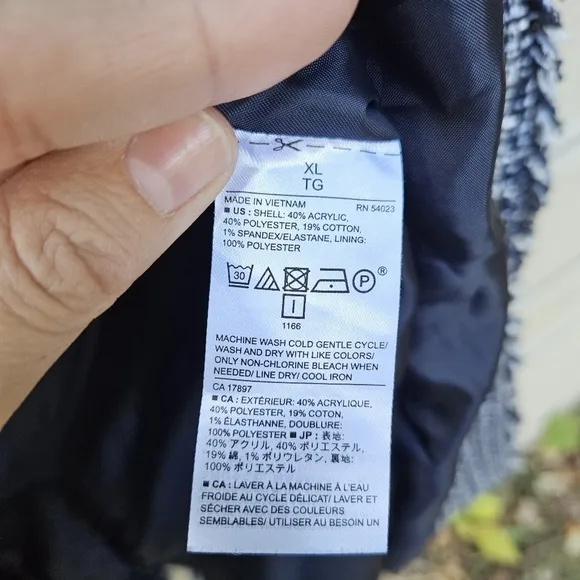 XL
TG
MADE IN VIETNAM RN 54023
■ US : SHELL: 40% ACRYLIC,
40% POLYESTER, 19% COTTON,
1% SPANDEX/ELASTANE, LINING:
100% POLYESTER
30 P ®
I
1166
MACHINE WASH COLD GENTLE CYCLE/
WASH AND DRY WITH LIKE COLORS/
ONLY NON-CHLORINE BLEACH WHEN
NEEDED/ LINE DRY/ COOL IRON
CA 17897
■ CA : EXTÉRIEUR: 40% ACRYLIQUE,
40% POLYESTER, 19% COTON,
1% ÉLASTHANNE, DOUBLURE:
100% POLYESTER ■ JP : 表地:
40% アクリル, 40% ポリエステル,
19% 綿, 1% ポリウレタン, 裏地:
100% ポリエステル
■ CA : LAVER À LA MACHINE À L'EAU
FROIDE AU CYCLE DÉLICAT/ LAVER ET
SÉCHER AVEC DES COULEURS
SEMBLABLES/ UTILISER AU BESOIN UN